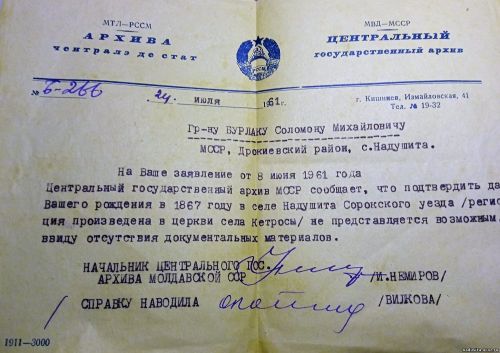 МТЛ-РССМ
АРХИВА
ЧЕНТРАЛЭ ДЕ СТАТ
РССМ
МВД-МССР
ЦЕНТРАЛЬНЫЙ
ГОСУДАРСТВЕННЫЙ АРХИВ
№ Б-266
24 июля 1961г.
г. Кишинев, Измайловская, 41
Тел. № 19-32
Гр-ну БУРЛАКУ Соломону Михайловичу
МССР, Дрокиевский район, с.Надушита.
На Ваше заявление от 8 июня 1961 года
Центральный государственный архив МССР сообщает, что подтвердить да
Вашего рождения в 1867 году в селе Надушита Сорокского уезда /регис
ция произведена в церкви села Кетросы/ не представляется возможным
ввиду отсутствия документальных материалов.
НАЧАЛЬНИК ЦЕНТРАЛЬНОГО ГОС.
АРХИВА МОЛДАВСКОЙ ССР /И.НЕМИРОВ/
СПРАВКУ НАВОДИЛА /ВИЛКОВА/
1911—3000